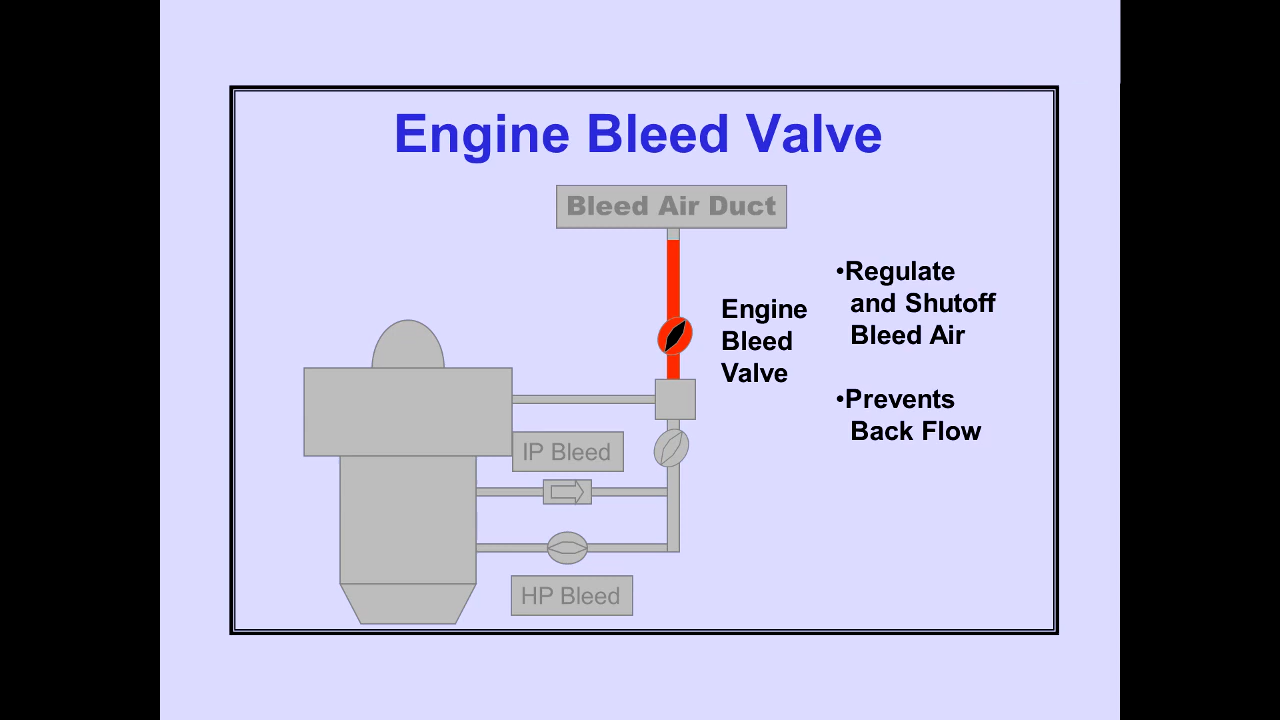 Engine Bleed Valve
Bleed Air Duct
Engine
Bleed
Valve
•Regulate
and Shutoff
Bleed Air
•Prevents
Back Flow
IP Bleed
HP Bleed